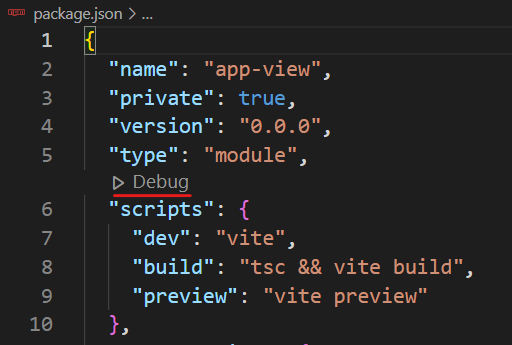 package.json > ...
1 {
2 "name": "app-view",
3 "private": true,
4 "version": "0.0.0",
5 "type": "module",
Debug
6 "scripts": {
7 "dev": "vite",
8 "build": "tsc && vite build",
9 "preview": "vite preview"
10 },